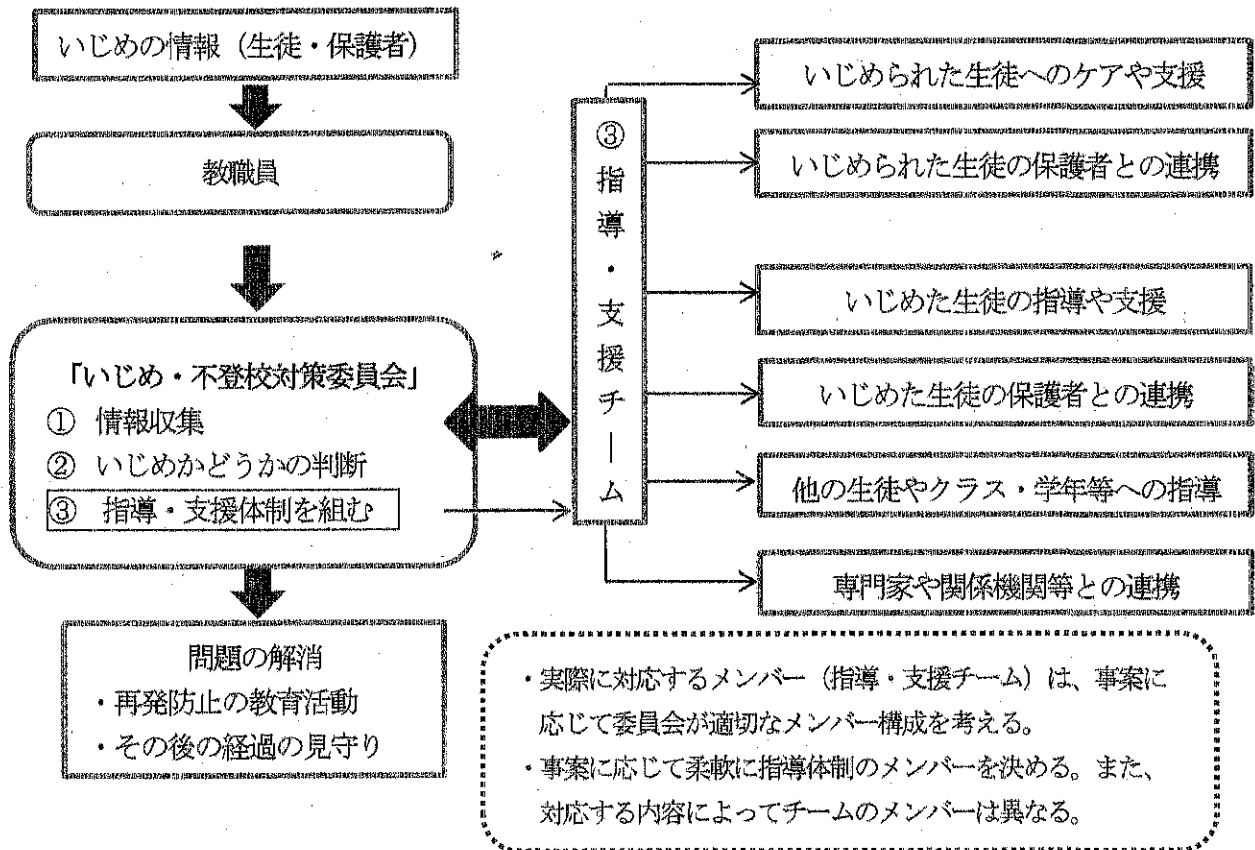 いじめの情報（生徒・保護者）
教職員
「いじめ・不登校対策委員会」
① 情報収集
② いじめかどうかの判断
③ 指導・支援体制を組む
問題の解消
・再発防止の教育活動
・その後の経過の見守り
③指導・支援チーム
いじめられた生徒へのケアや支援
いじめられた生徒の保護者との連携
いじめた生徒の指導や支援
いじめた生徒の保護者との連携
他の生徒やクラス・学年等への指導
専門家や関係機関等との連携
・実際に対応するメンバー（指導・支援チーム）は、事案に
応じて委員会が適切なメンバー構成を考える。
・事案に応じて柔軟に指導体制のメンバーを決める。また、
対応する内容によってチームのメンバーは異なる。